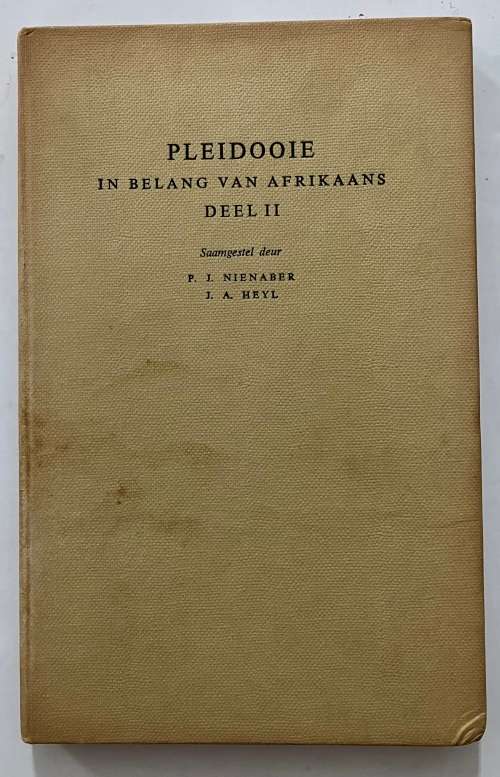 PLEIDOOIE
IN BELANG VAN AFRIKAANS
DEEL II
Saamgestel deur
P. J. NIENABER
J. A. HEYL